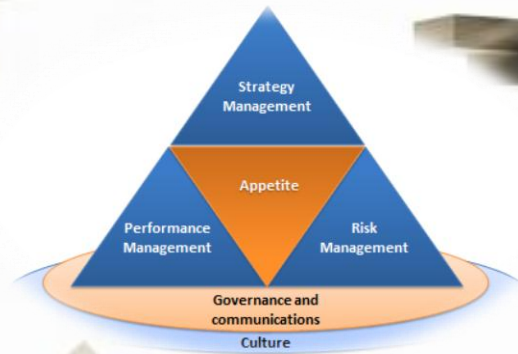 Strategy
Management
Appetite
Performance
Management
Risk
Management
Governance and
communications
Culture